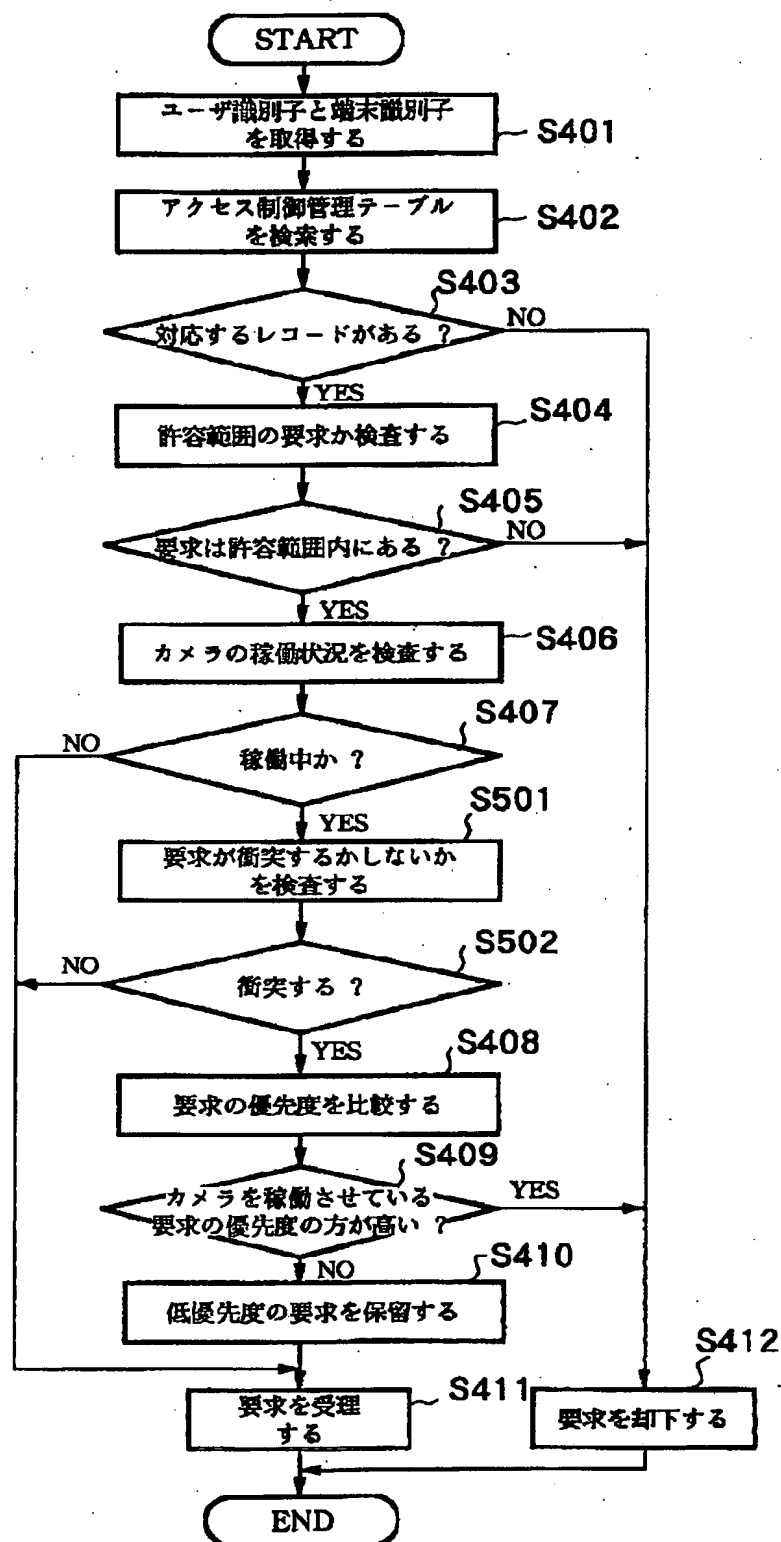 START
ユーザ識別子と端末識別子
を取得する
S401
アクセス制御管理テーブル
を検索する
S402
S403
対応するレコードがある ?
NO
YES
S404
許容範囲の要求か検査する
S405
要求は許容範囲内にある ?
NO
YES
カメラの稼働状況を検査する
S406
S407
NO
稼働中か ?
YES
S501
要求が衝突するかしないか
を検査する
S502
NO
衝突する ?
YES
S408
要求の優先度を比較する
S409
カメラを稼働させている
要求の優先度の方が高い ?
YES
NO
S410
低優先度の要求を保留する
S412
S411
要求を受理
する
要求を却下する
END